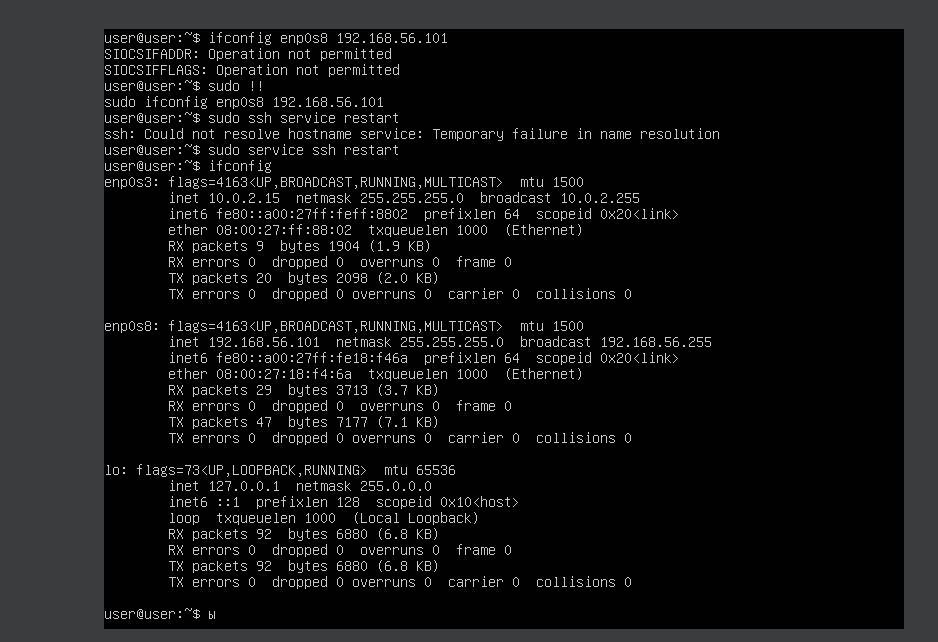 user@user:~$ ifconfig enp0s8 192.168.56.101
SIOCSIFADDR: Operation not permitted
SIOCSIFFLAGS: Operation not permitted
user@user:~$ sudo !!
sudo ifconfig enp0s8 192.168.56.101
user@user:~$ sudo ssh service restart
ssh: Could not resolve hostname service: Temporary failure in name resolution
user@user:~$ sudo service ssh restart
user@user:~$ ifconfig
enp0s3: flags=4163<UP,BROADCAST,RUNNING,MULTICAST>  mtu 1500
        inet 10.0.2.15  netmask 255.255.255.0  broadcast 10.0.2.255
        inet6 fe80::a00:27ff:feff:8802  prefixlen 64  scopeid 0x20<link>
        ether 08:00:27:ff:88:02  txqueuelen 1000  (Ethernet)
        RX packets 9  bytes 1904 (1.9 KB)
        RX errors 0  dropped 0  overruns 0  frame 0
        TX packets 20  bytes 2098 (2.0 KB)
        TX errors 0  dropped 0 overruns 0  carrier 0  collisions 0

enp0s8: flags=4163<UP,BROADCAST,RUNNING,MULTICAST>  mtu 1500
        inet 192.168.56.101  netmask 255.255.255.0  broadcast 192.168.56.255
        inet6 fe80::a00:27ff:fe18:f46a  prefixlen 64  scopeid 0x20<link>
        ether 08:00:27:18:f4:6a  txqueuelen 1000  (Ethernet)
        RX packets 29  bytes 3713 (3.7 KB)
        RX errors 0  dropped 0  overruns 0  frame 0
        TX packets 47  bytes 7177 (7.1 KB)
        TX errors 0  dropped 0 overruns 0  carrier 0  collisions 0

lo: flags=73<UP,LOOPBACK,RUNNING>  mtu 65536
        inet 127.0.0.1  netmask 255.0.0.0
        inet6 ::1  prefixlen 128  scopeid 0x10<host>
        loop  txqueuelen 1000  (Local Loopback)
        RX packets 92  bytes 6880 (6.8 KB)
        RX errors 0  dropped 0  overruns 0  frame 0
        TX packets 92  bytes 6880 (6.8 KB)
        TX errors 0  dropped 0 overruns 0  carrier 0  collisions 0

user@user:~$ ы